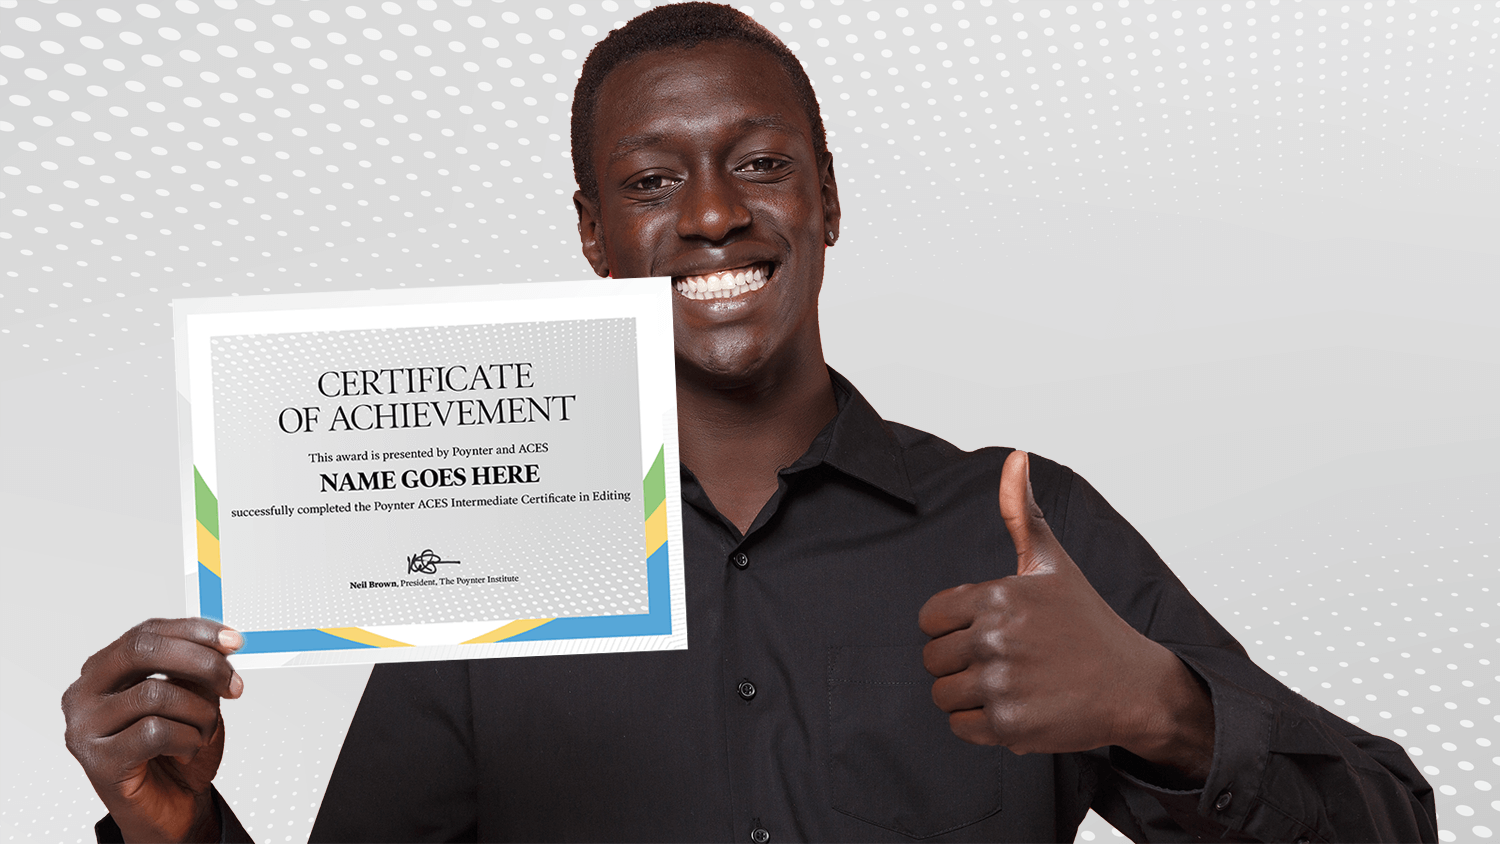 CERTIFICATE
OF ACHIEVEMENT
This award is presented by Poynter and ACES
NAME GOES HERE
successfully completed the Poynter ACES Intermediate Certificate in Editing
Neil Brown, President, The Poynter Institute